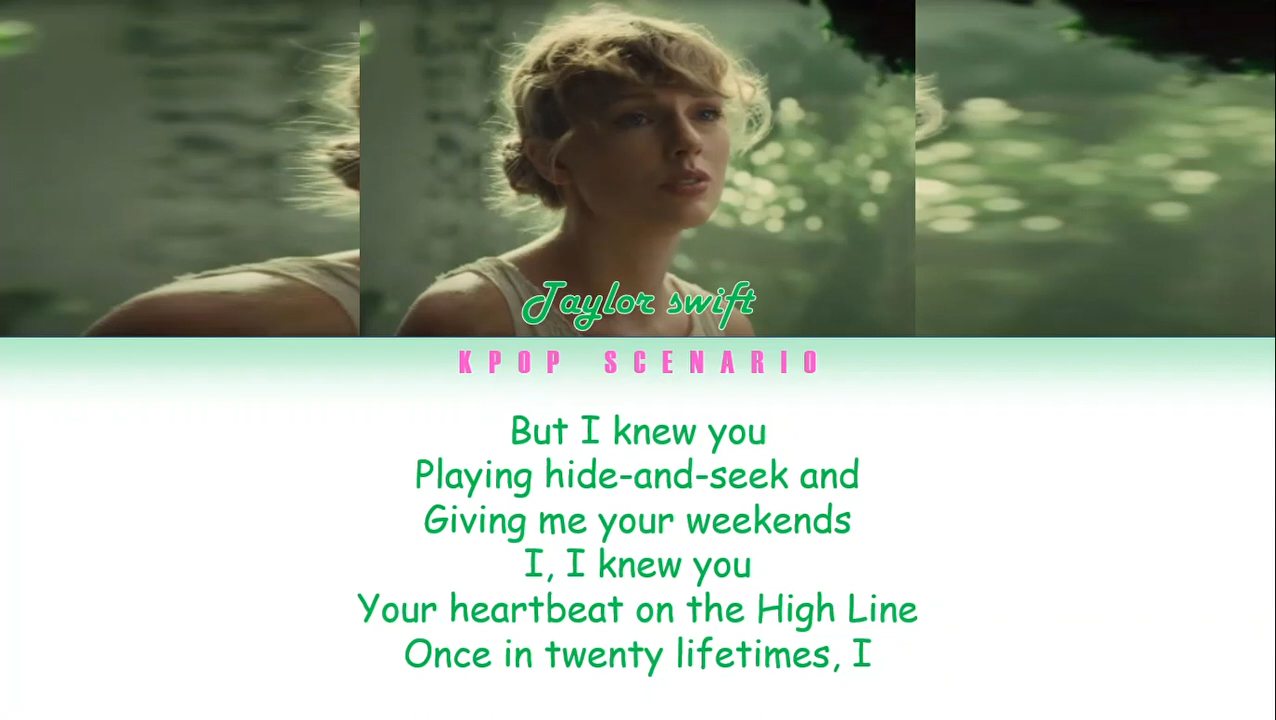 Taylor swift
KPOP SCENARIO
But I knew you
Playing hide-and-seek and
Giving me your weekends
I, I knew you
Your heartbeat on the High Line
Once in twenty lifetimes, I